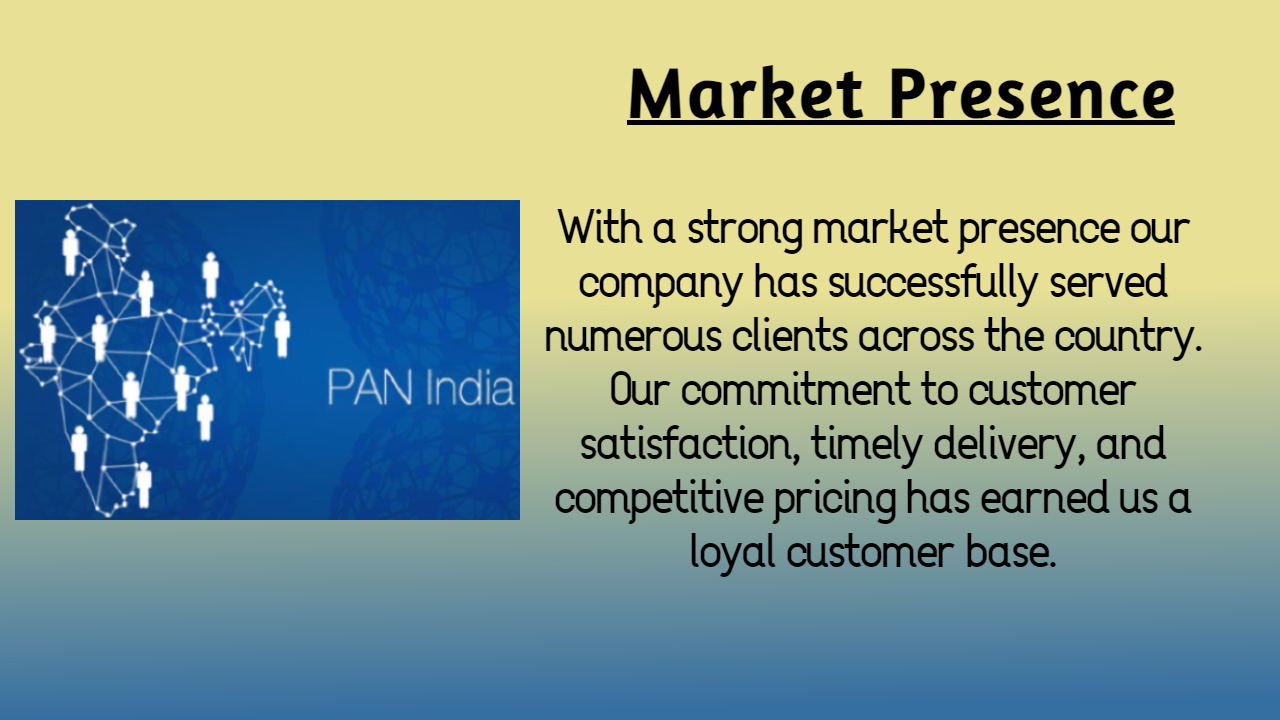 Market Presence
With a strong market presence our
company has successfully served
numerous clients across the country.
Our commitment to customer
satisfaction, timely delivery, and
competitive pricing has earned us a
loyal customer base.
PAN India